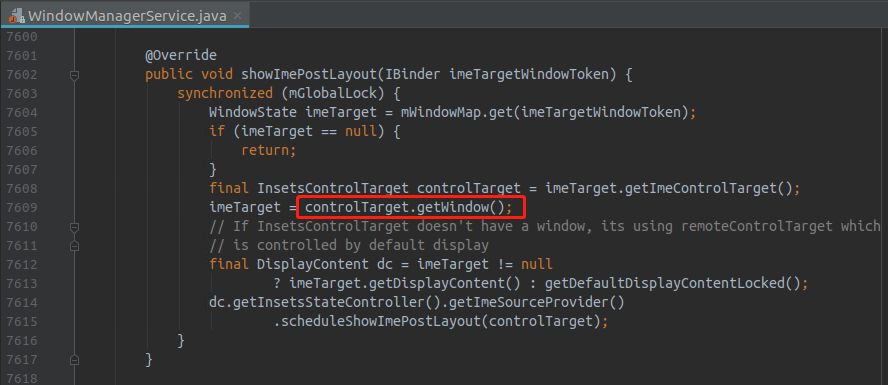 WindowManagerService.java ×
7600
7601 @Override
7602 public void showImePostLayout(IBinder imeTargetWindowToken) {
7603 synchronized (mGlobalLock) {
7604 WindowState imeTarget = mWindowMap.get(imeTargetWindowToken);
7605 if (imeTarget == null) {
7606 return;
7607 }
7608 final InsetsControlTarget controlTarget = imeTarget.getImeControlTarget();
7609 imeTarget = controlTarget.getWindow();
7610 // If InsetsControlTarget doesn't have a window, its using remoteControlTarget which
7611 // is controlled by default display
7612 final DisplayContent dc = imeTarget != null
7613 ? imeTarget.getDisplayContent() : getDefaultDisplayContentLocked();
7614 dc.getInsetsStateController().getImeSourceProvider()
7615 .scheduleShowImePostLayout(controlTarget);
7616 }
7617 }
7618